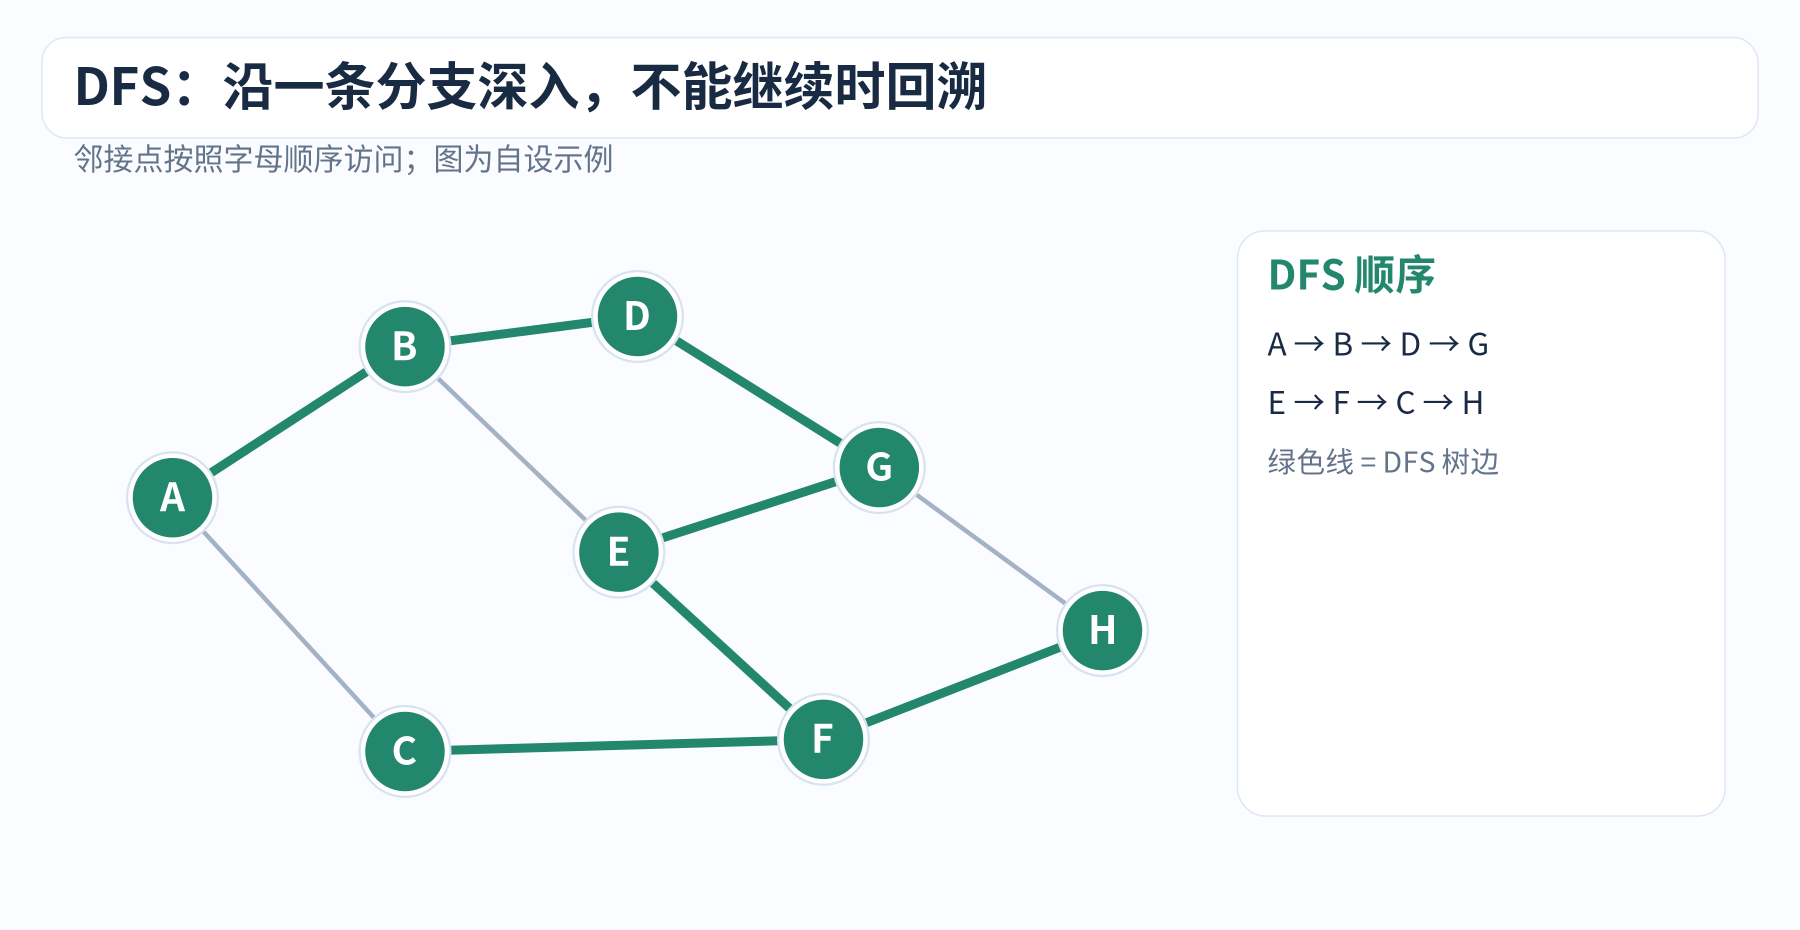 DFS：沿一条分支深入，不能继续时回溯
邻接点按照字母顺序访问；图为自设示例
D
B
G
A
E
H
F
C
DFS 顺序
A → B → D → G
E → F → C → H
绿色线 = DFS 树边